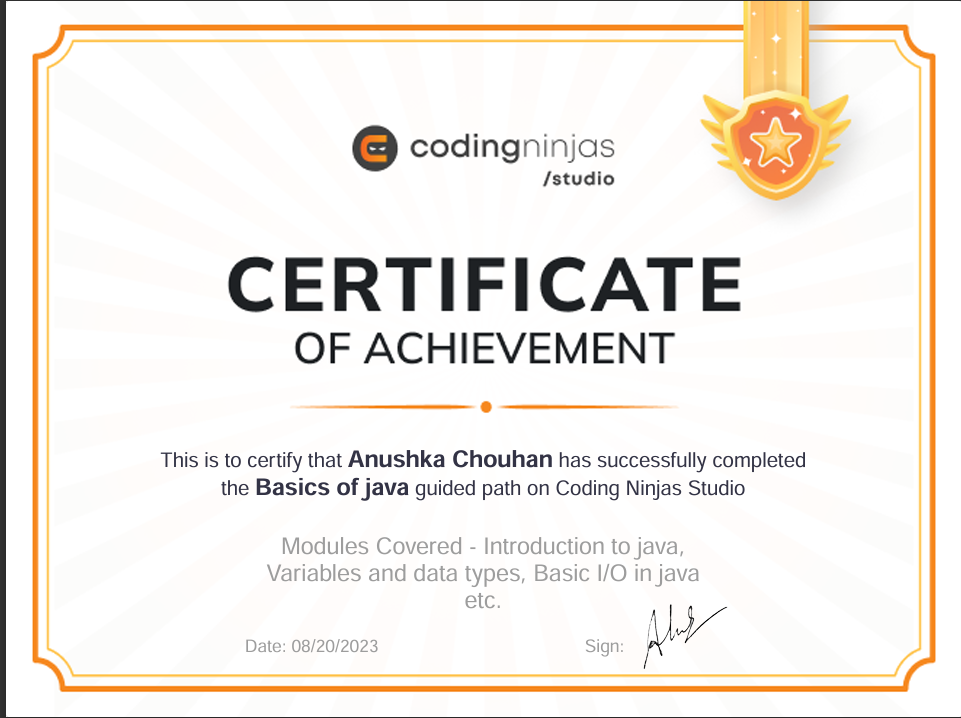 codingninjas
/studio
CERTIFICATE
OF ACHIEVEMENT
This is to certify that Anushka Chouhan has successfully completed
the Basics of java guided path on Coding Ninjas Studio
Modules Covered - Introduction to java,
Variables and data types, Basic I/O in java
etc.
Date: 08/20/2023
Sign: